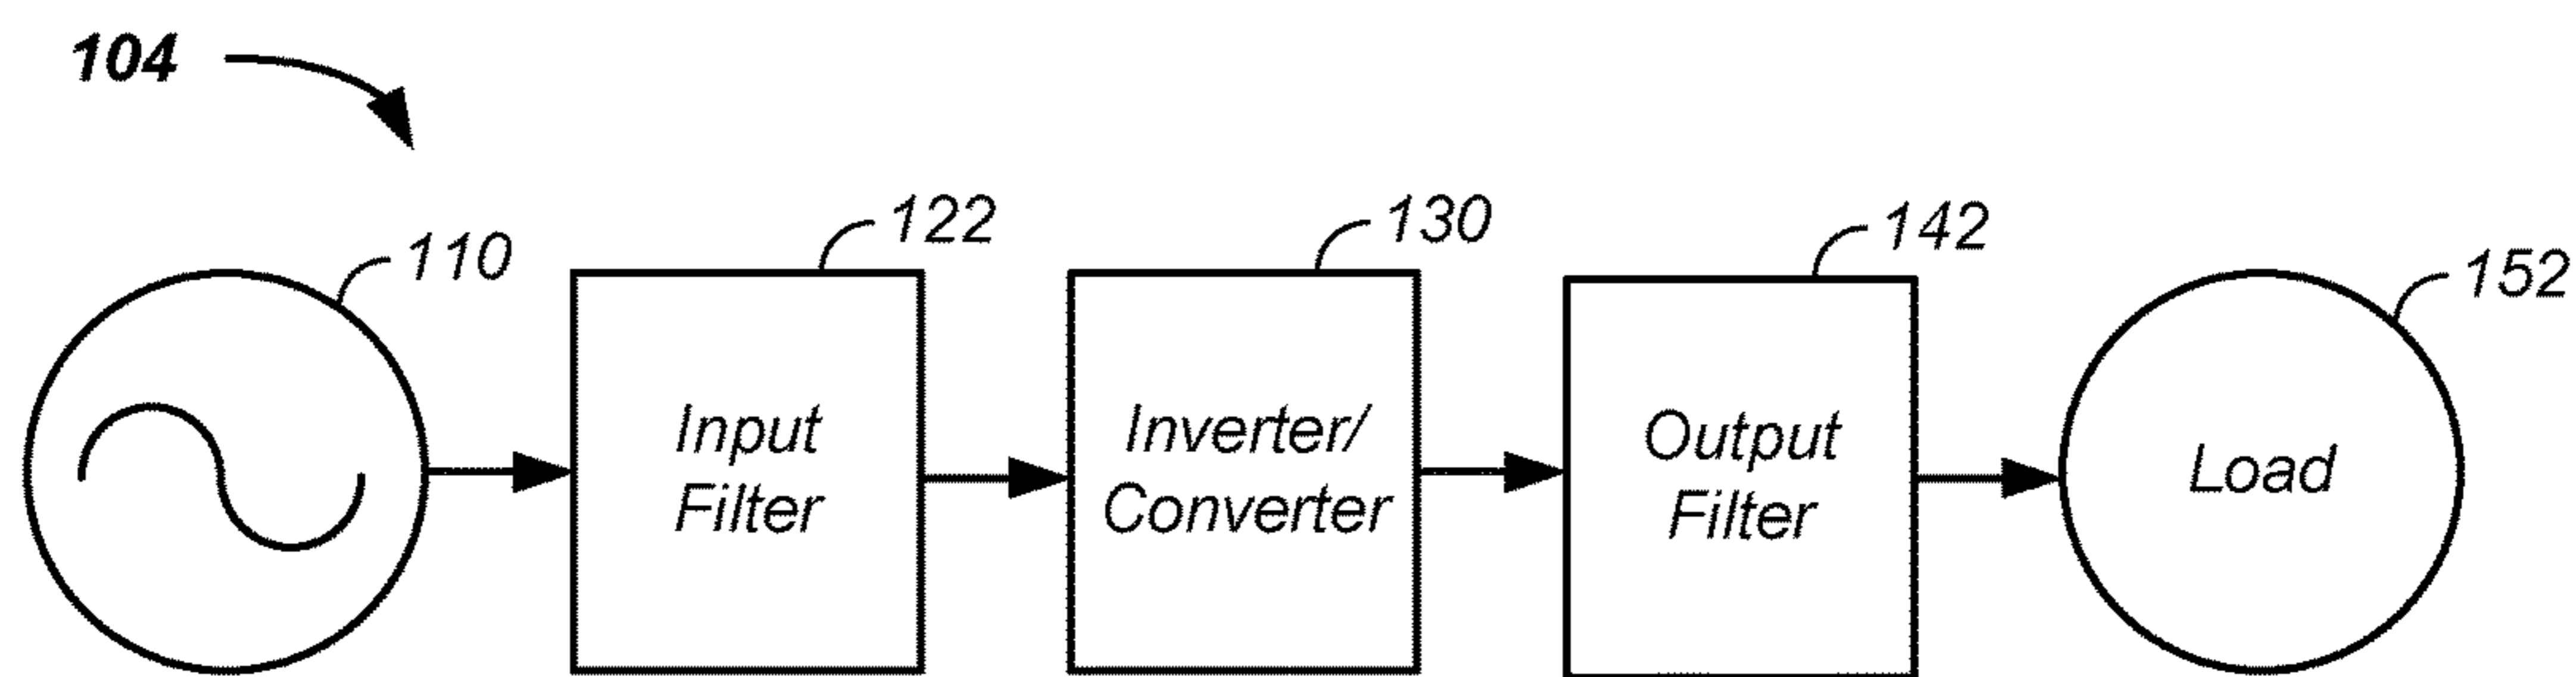 104
110
122
130
142
152
Input
Filter
Inverter/
Converter
Output
Filter
Load